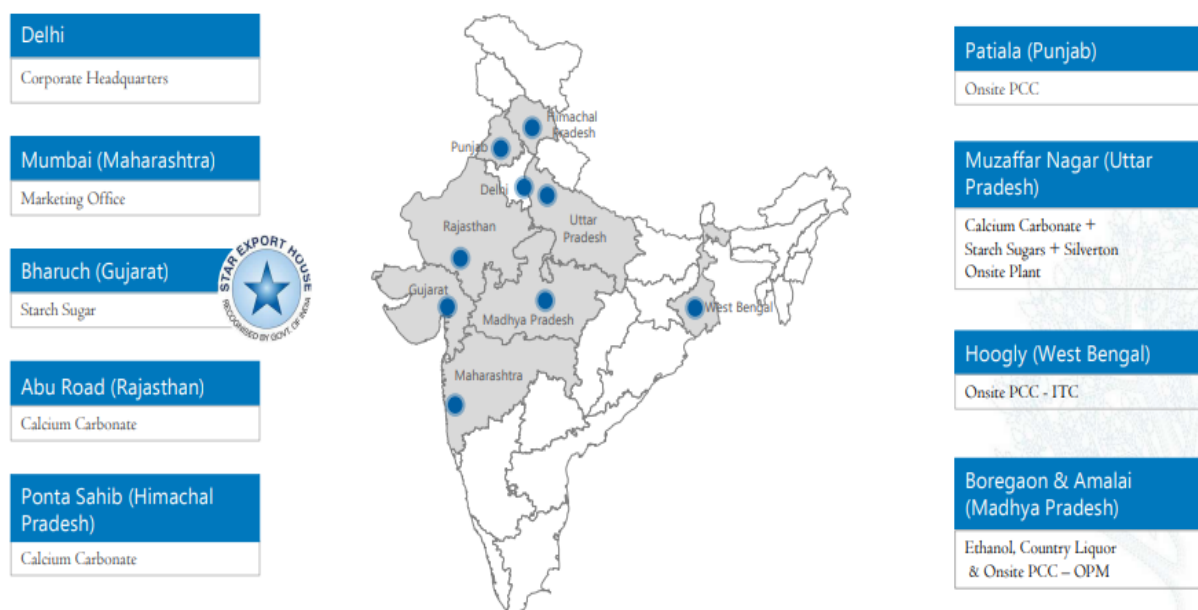 Delhi
Corporate Headquarters
Mumbai (Maharashtra)
Marketing Office
Bharuch (Gujarat)
Starch Sugar
STAR EXPORT HOUSE
RECOGNISED BY GOVT. OF INDIA
Abu Road (Rajasthan)
Calcium Carbonate
Ponta Sahib (Himachal
Pradesh)
Calcium Carbonate
Himachal
Pradesh
Punjab
Delhi
Rajasthan
Uttar
Pradesh
Gujarat
Madhya Pradesh
West Bengal
Maharashtra
Patiala (Punjab)
Onsite PCC
Muzaffar Nagar (Uttar
Pradesh)
Calcium Carbonate +
Starch Sugars + Silverton
Onsite Plant
Hoogly (West Bengal)
Onsite PCC - ITC
Boregaon & Amalai
(Madhya Pradesh)
Ethanol, Country Liquor
& Onsite PCC – OPM